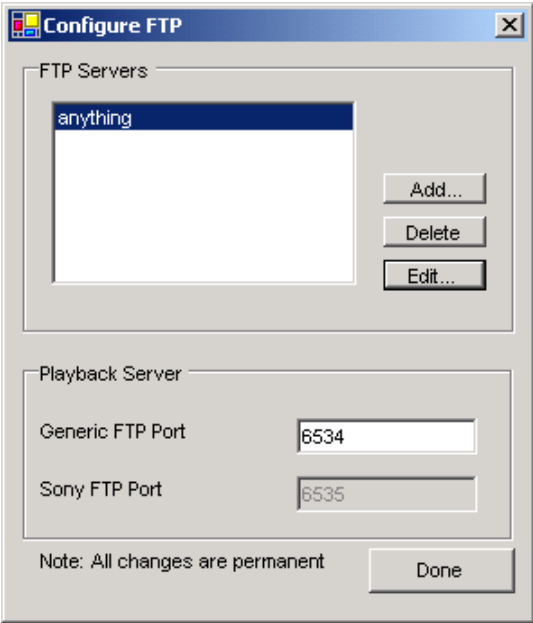 Configure FTP
FTP Servers
anything
Add...
Delete
Edit...
Playback Server
Generic FTP Port
6534
Sony FTP Port
6535
Note: All changes are permanent
Done